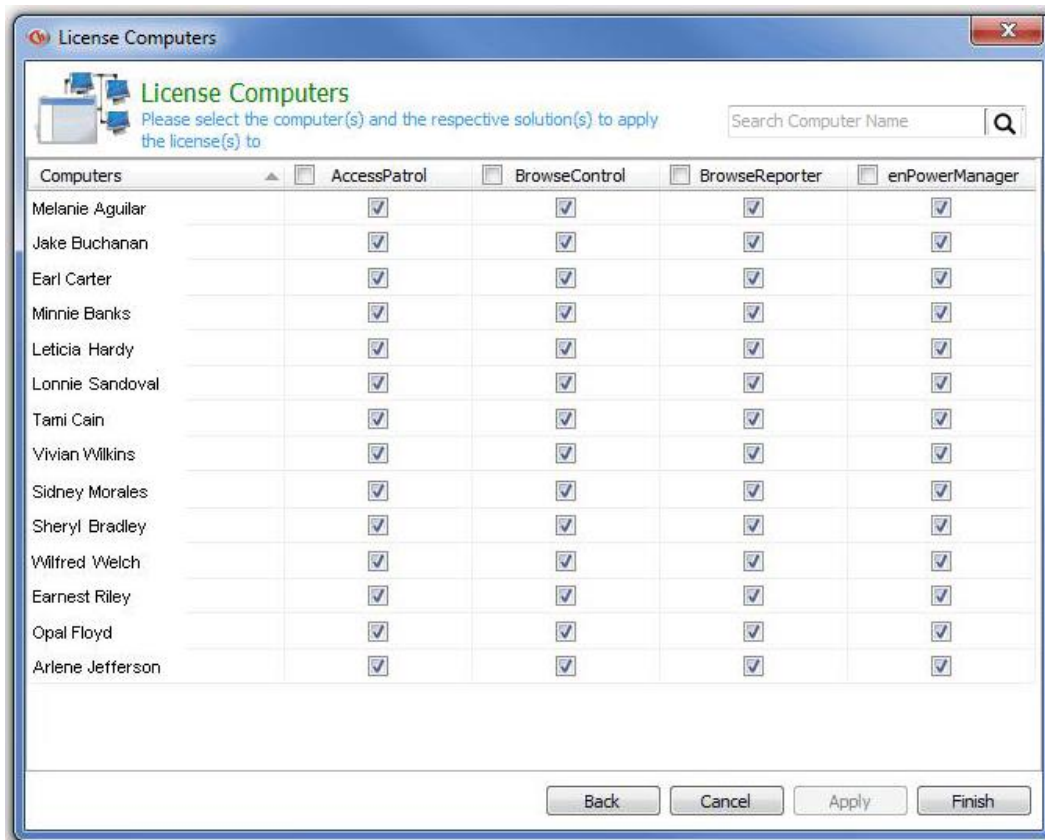 License Computers
License Computers
Please select the computer(s) and the respective solution(s) to apply
the license(s) to
Search Computer Name
Computers AccessPatrol BrowseControl BrowseReporter enPowerManager
Melanie Aguilar
Jake Buchanan
Earl Carter
Minnie Banks
Leticia Hardy
Lonnie Sandoval
Tami Cain
Vivian Wilkins
Sidney Morales
Sheryl Bradley
Wilfred Welch
Earnest Riley
Opal Floyd
Arlene Jefferson
Back Cancel Apply Finish